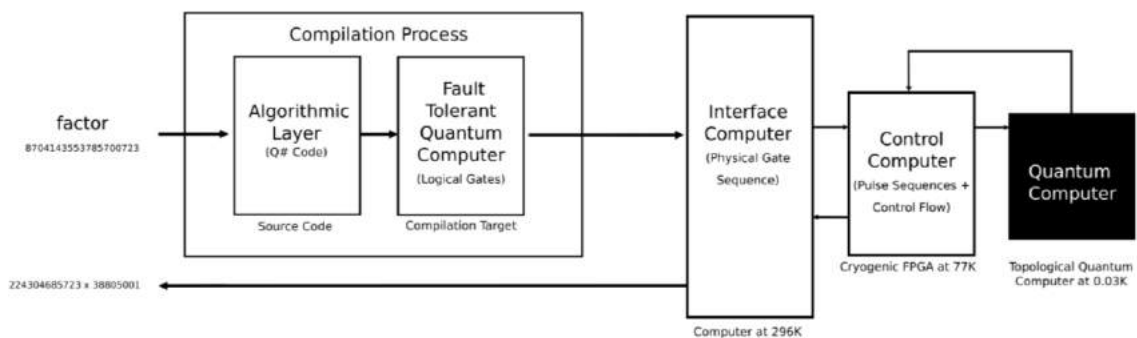 Compilation Process
factor
8704143553785700723
Algorithmic
Layer
(Q# Code)
Source Code
Fault
Tolerant
Quantum
Computer
(Logical Gates)
Compilation Target
Interface
Computer
(Physical Gate
Sequence)
Computer at 296K
Control
Computer
(Pulse Sequences +
Control Flow)
Cryogenic FPGA at 77K
Quantum
Computer
Topological Quantum
Computer at 0.03K
224304685723 x 38805001